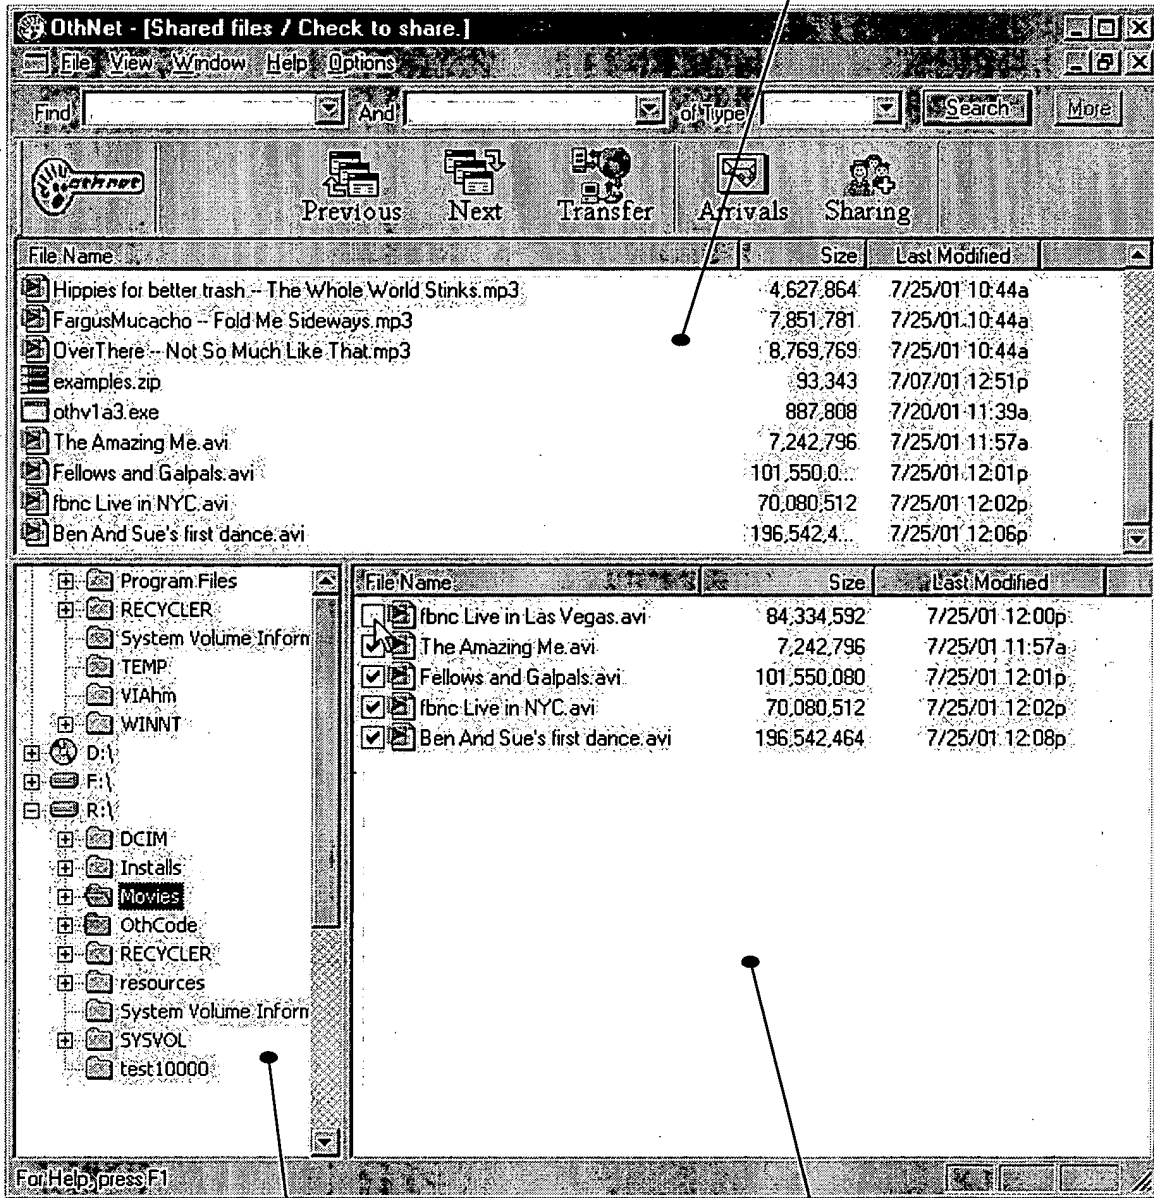 OthNet - [Shared files / Check to share.]
File View Window Help Options
Find And of Type Search More
othnet Previous Next Transfer Arrivals Sharing
File Name Size Last Modified
Hippies for better trash -- The Whole World Stinks.mp3 4,627,864 7/25/01 10:44a
FargusMucacho -- Fold Me Sideways.mp3 7,851,781 7/25/01 10:44a
OverThere -- Not So Much Like That.mp3 8,769,769 7/25/01 10:44a
examples.zip 93,343 7/07/01 12:51p
othv1a3.exe 887,808 7/20/01 11:39a
The Amazing Me.avi 7,242,796 7/25/01 11:57a
Fellows and Galpals.avi 101,550,0... 7/25/01 12:01p
fbnc Live in NYC.avi 70,080,512 7/25/01 12:02p
Ben And Sue's first dance.avi 196,542,4... 7/25/01 12:06p
Program Files
RECYCLER
System Volume Inform
TEMP
VIAhm
WINNT
D:\
F:\
R:\
DCIM
Installs
Movies
OthCode
RECYCLER
resources
System Volume Inform
SYSVOL
test10000
File Name Size Last Modified
fbnc Live in Las Vegas.avi 84,334,592 7/25/01 12:00p
The Amazing Me.avi 7,242,796 7/25/01 11:57a
Fellows and Galpals.avi 101,550,080 7/25/01 12:01p
fbnc Live in NYC.avi 70,080,512 7/25/01 12:02p
Ben And Sue's first dance.avi 196,542,464 7/25/01 12:08p
For Help, press F1